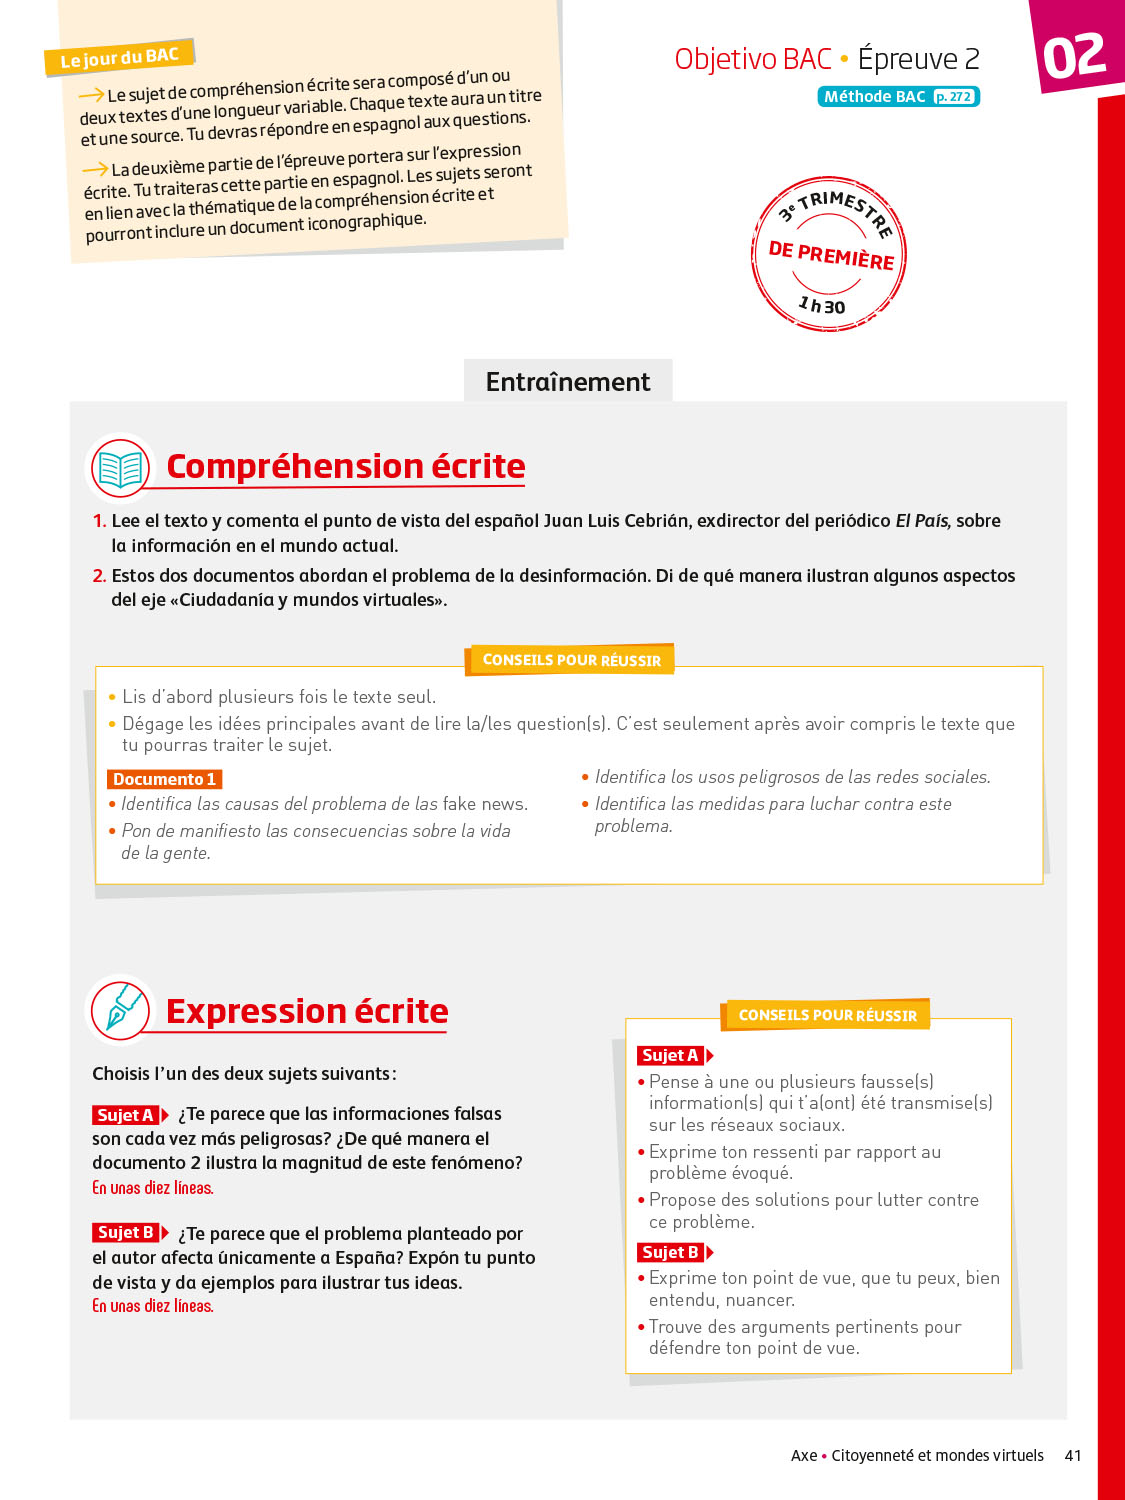 Le jour du BAC
Le sujet de compréhension écrite sera composé d'un ou
deux textes d'une longueur variable. Chaque texte aura un titre
et une source. Tu devras répondre en espagnol aux questions.
La deuxième partie de l'épreuve portera sur l'expression
écrite. Tu traiteras cette partie en espagnol. Les sujets seront
en lien avec la thématique de la compréhension écrite et
pourront inclure un document iconographique.
Objetivo BAC • Épreuve 2
Méthode BAC p. 272
02
3e TRIMESTRE
DE PREMIÈRE
1 h 30
Entraînement
Compréhension écrite
1. Lee el texto y comenta el punto de vista del español Juan Luis Cebrián, exdirector del periódico El País, sobre
la información en el mundo actual.
2. Estos dos documentos abordan el problema de la desinformación. Di de qué manera ilustran algunos aspectos
del eje «Ciudadanía y mundos virtuales».
CONSEILS POUR RÉUSSIR
• Lis d'abord plusieurs fois le texte seul.
• Dégage les idées principales avant de lire la/les question(s). C'est seulement après avoir compris le texte que
tu pourras traiter le sujet.
Documento 1
• Identifica las causas del problema de las fake news.
• Pon de manifiesto las consecuencias sobre la vida
de la gente.
• Identifica los usos peligrosos de las redes sociales.
• Identifica las medidas para luchar contra este
problema.
Expression écrite
Choisis l'un des deux sujets suivants :
Sujet A ¿Te parece que las informaciones falsas
son cada vez más peligrosas? ¿De qué manera el
documento 2 ilustra la magnitud de este fenómeno?
En unas diez líneas.
Sujet B ¿Te parece que el problema planteado por
el autor afecta únicamente a España? Expón tu punto
de vista y da ejemplos para ilustrar tus ideas.
En unas diez líneas.
CONSEILS POUR RÉUSSIR
Sujet A
• Pense à une ou plusieurs fausse(s)
information(s) qui t'a(ont) été transmise(s)
sur les réseaux sociaux.
• Exprime ton ressenti par rapport au
problème évoqué.
• Propose des solutions pour lutter contre
ce problème.
Sujet B
• Exprime ton point de vue, que tu peux, bien
entendu, nuancer.
• Trouve des arguments pertinents pour
défendre ton point de vue.
Axe • Citoyenneté et mondes virtuels 41